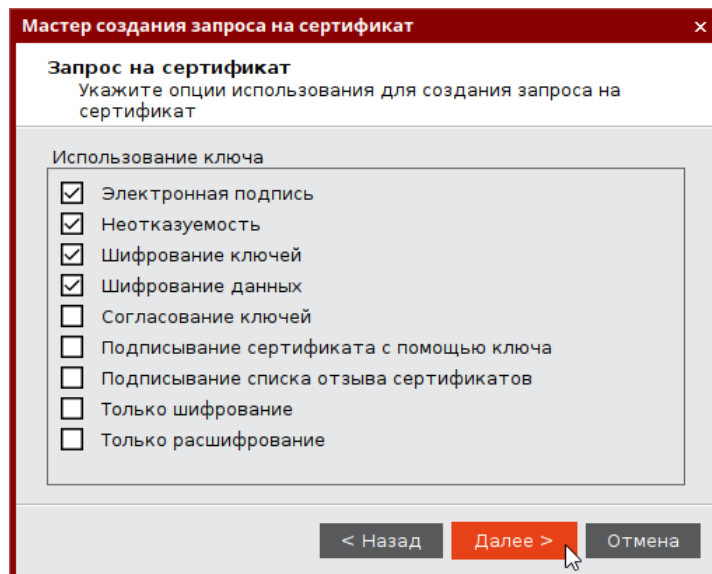 Мастер создания запроса на сертификат
Запрос на сертификат
Укажите опции использования для создания запроса на
сертификат
Использование ключа
Электронная подпись
Неотказуемость
Шифрование ключей
Шифрование данных
Согласование ключей
Подписывание сертификата с помощью ключа
Подписывание списка отзыва сертификатов
Только шифрование
Только расшифрование
< Назад
Далее >
Отмена